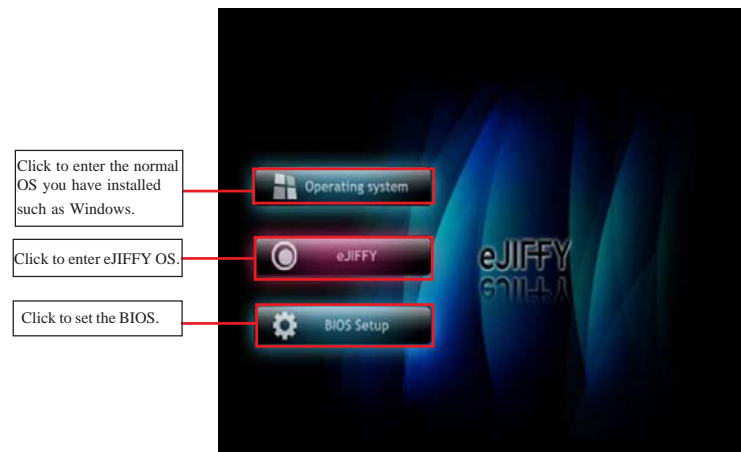 Click to enter the normal
OS you have installed
such as Windows.
Operating system
Click to enter eJIFFY OS.
eJIFFY
eJIFFY
Click to set the BIOS.
BIOS Setup